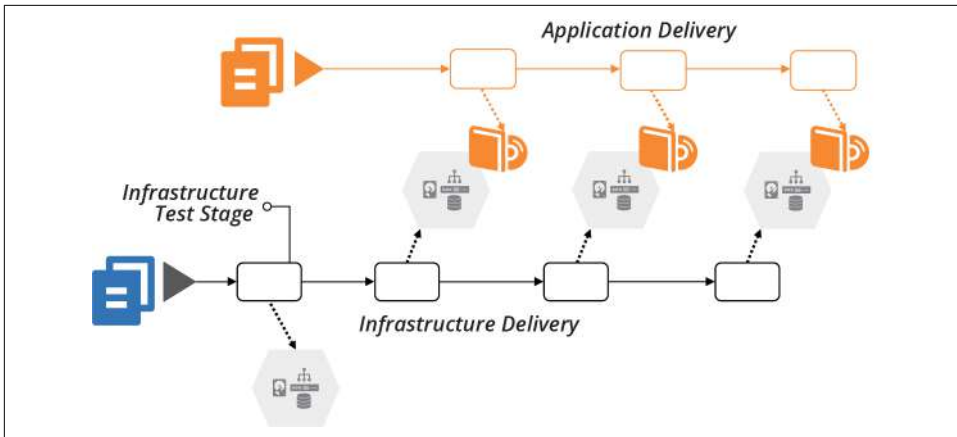 Application Delivery
Infrastructure
Test Stage
Infrastructure Delivery